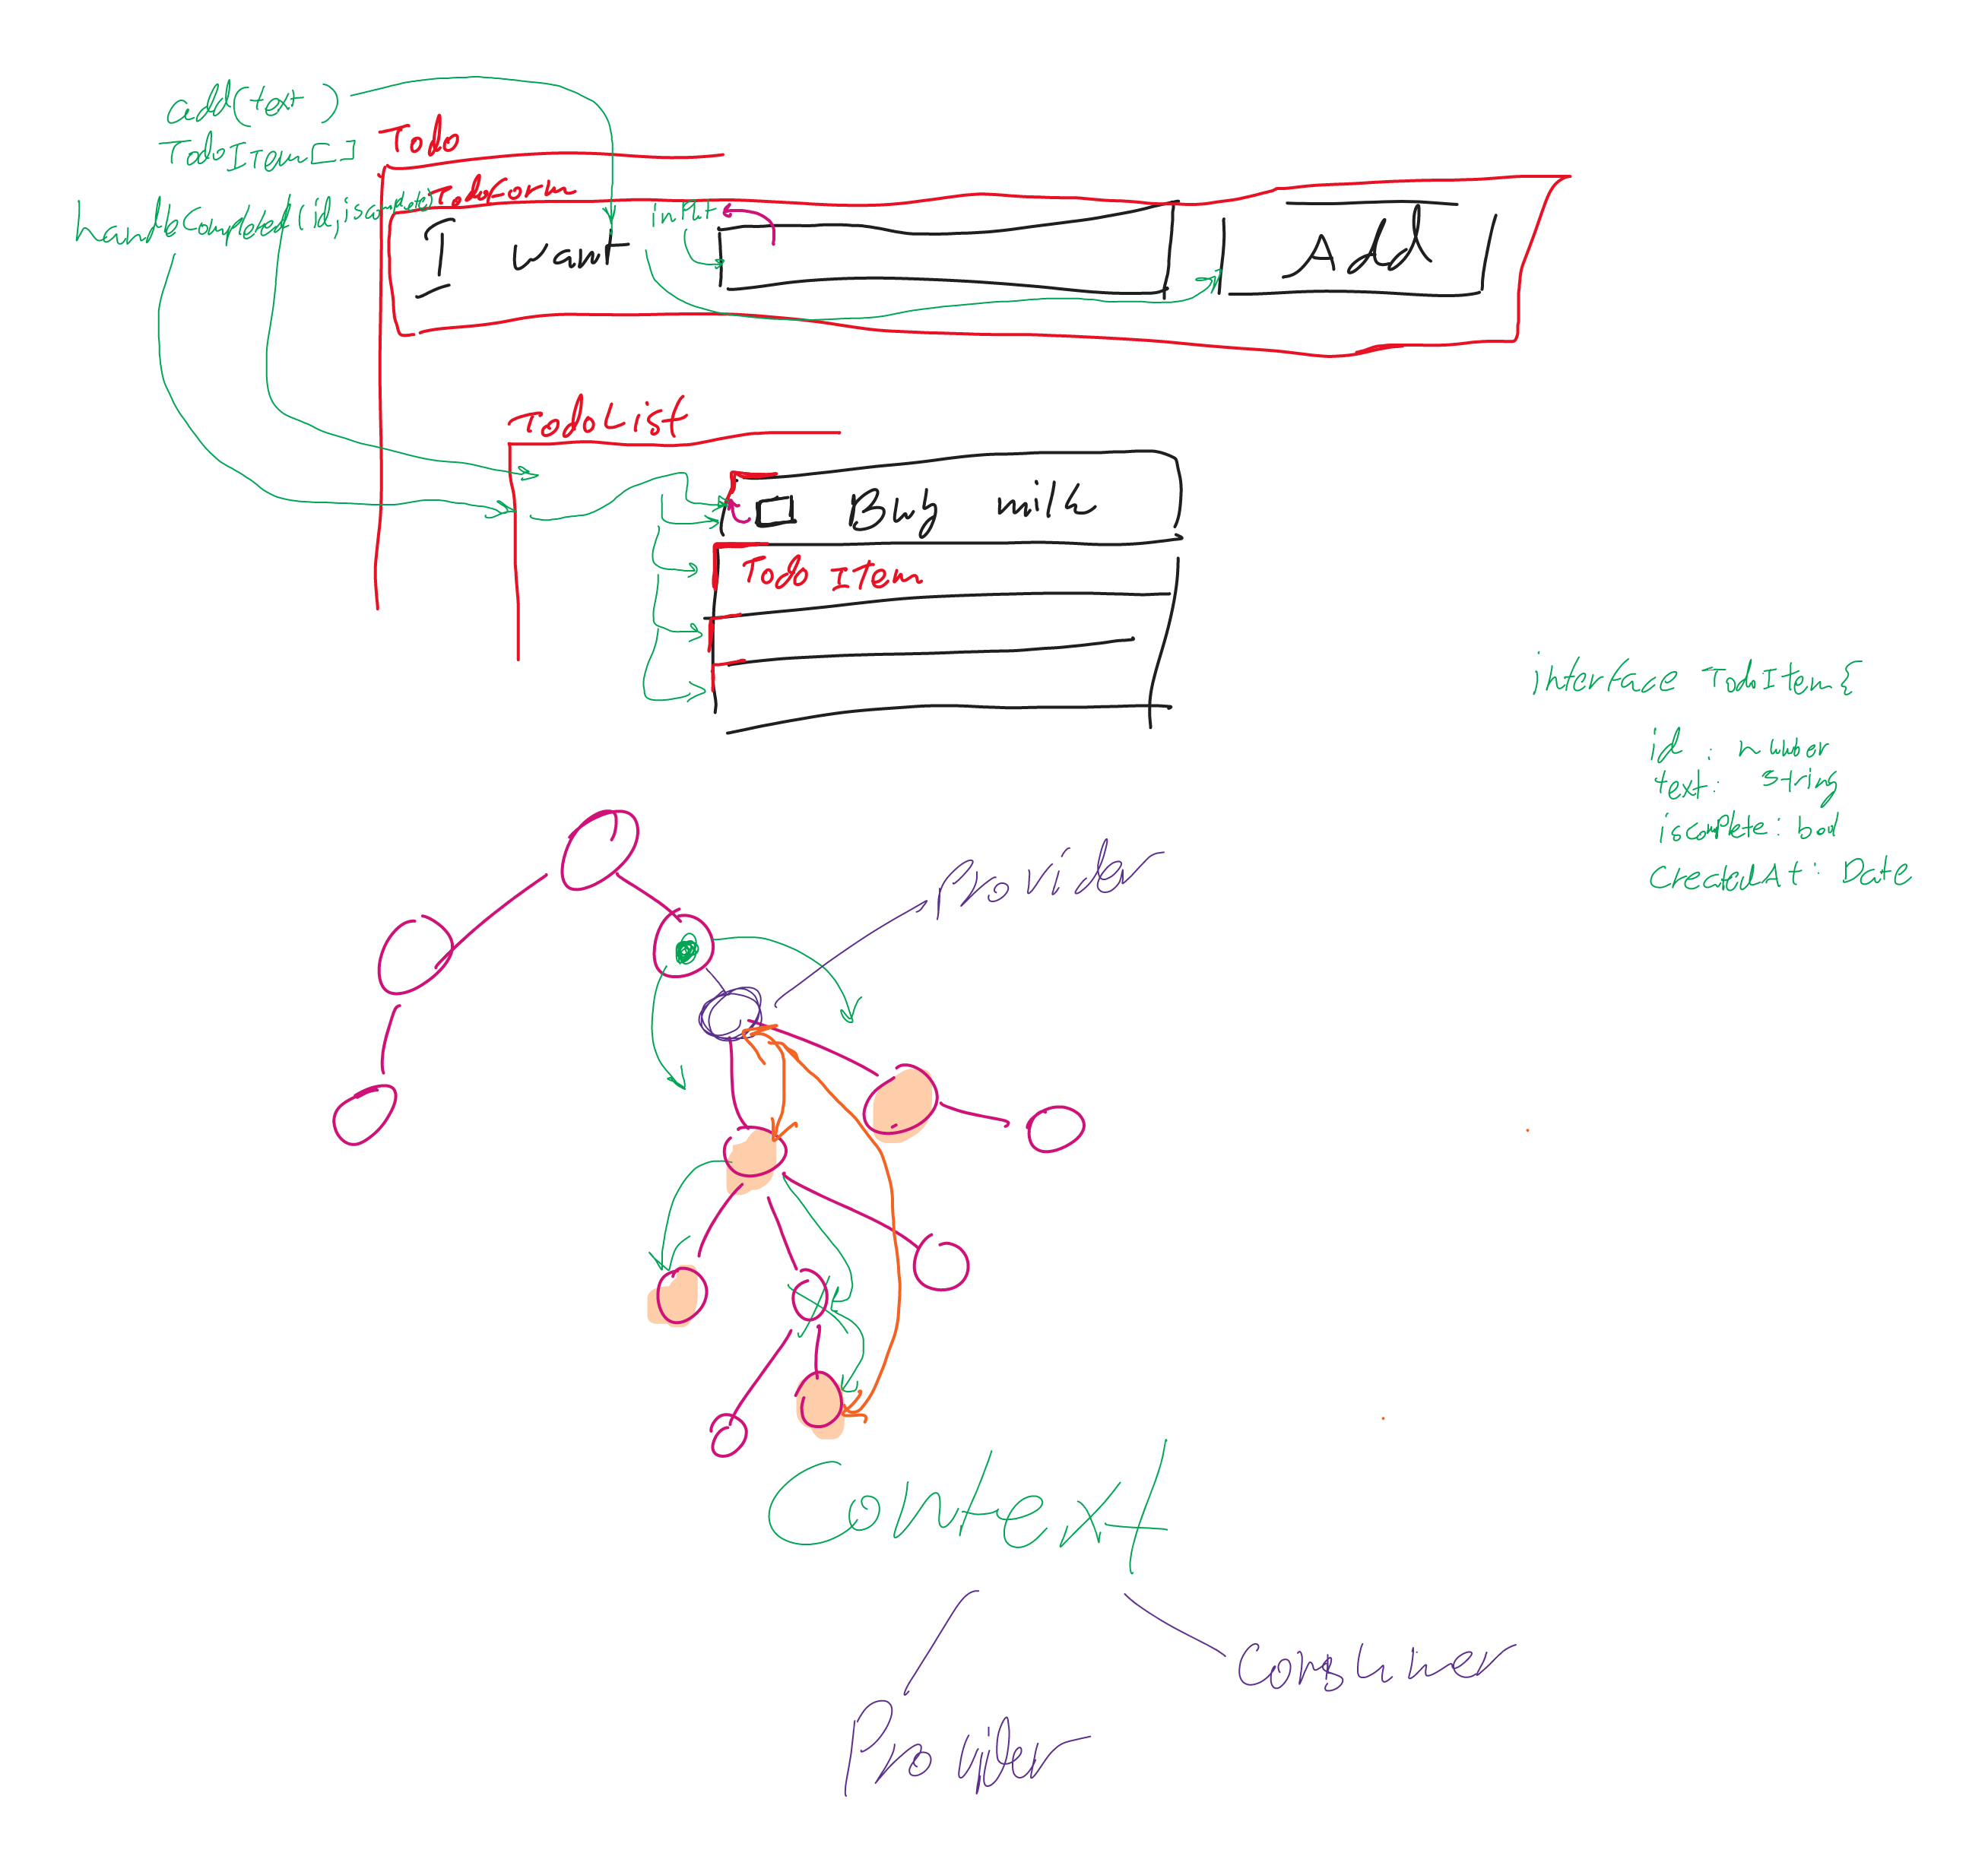 add(text)
TodoItem[]
handleCompleted(id, iscomplete)
Todo
TodoForm
input
I want
Add
TodoList
Buy milk
Todo Item
interface TodoItem{
id : number
text: string
iscomplete: bool
CreatedAt: Date
Provider
Context
Consumer
Provider